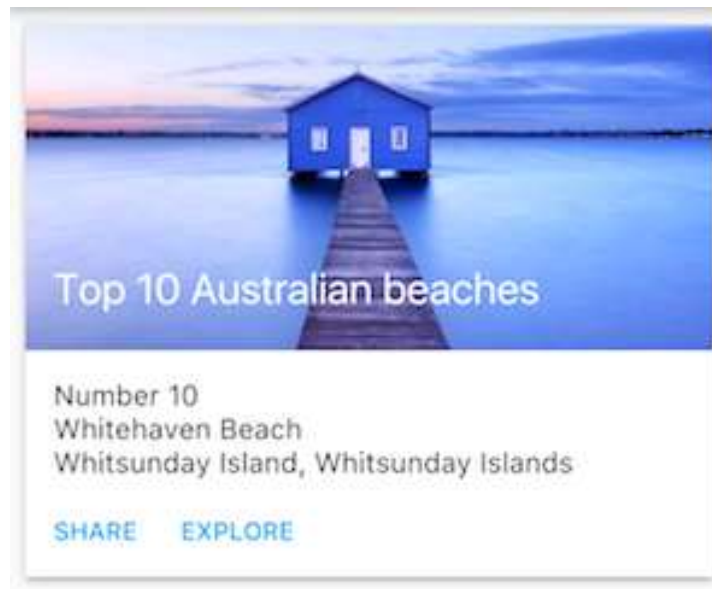 Top 10 Australian beaches
Number 10
Whitehaven Beach
Whitsunday Island, Whitsunday Islands
SHARE EXPLORE